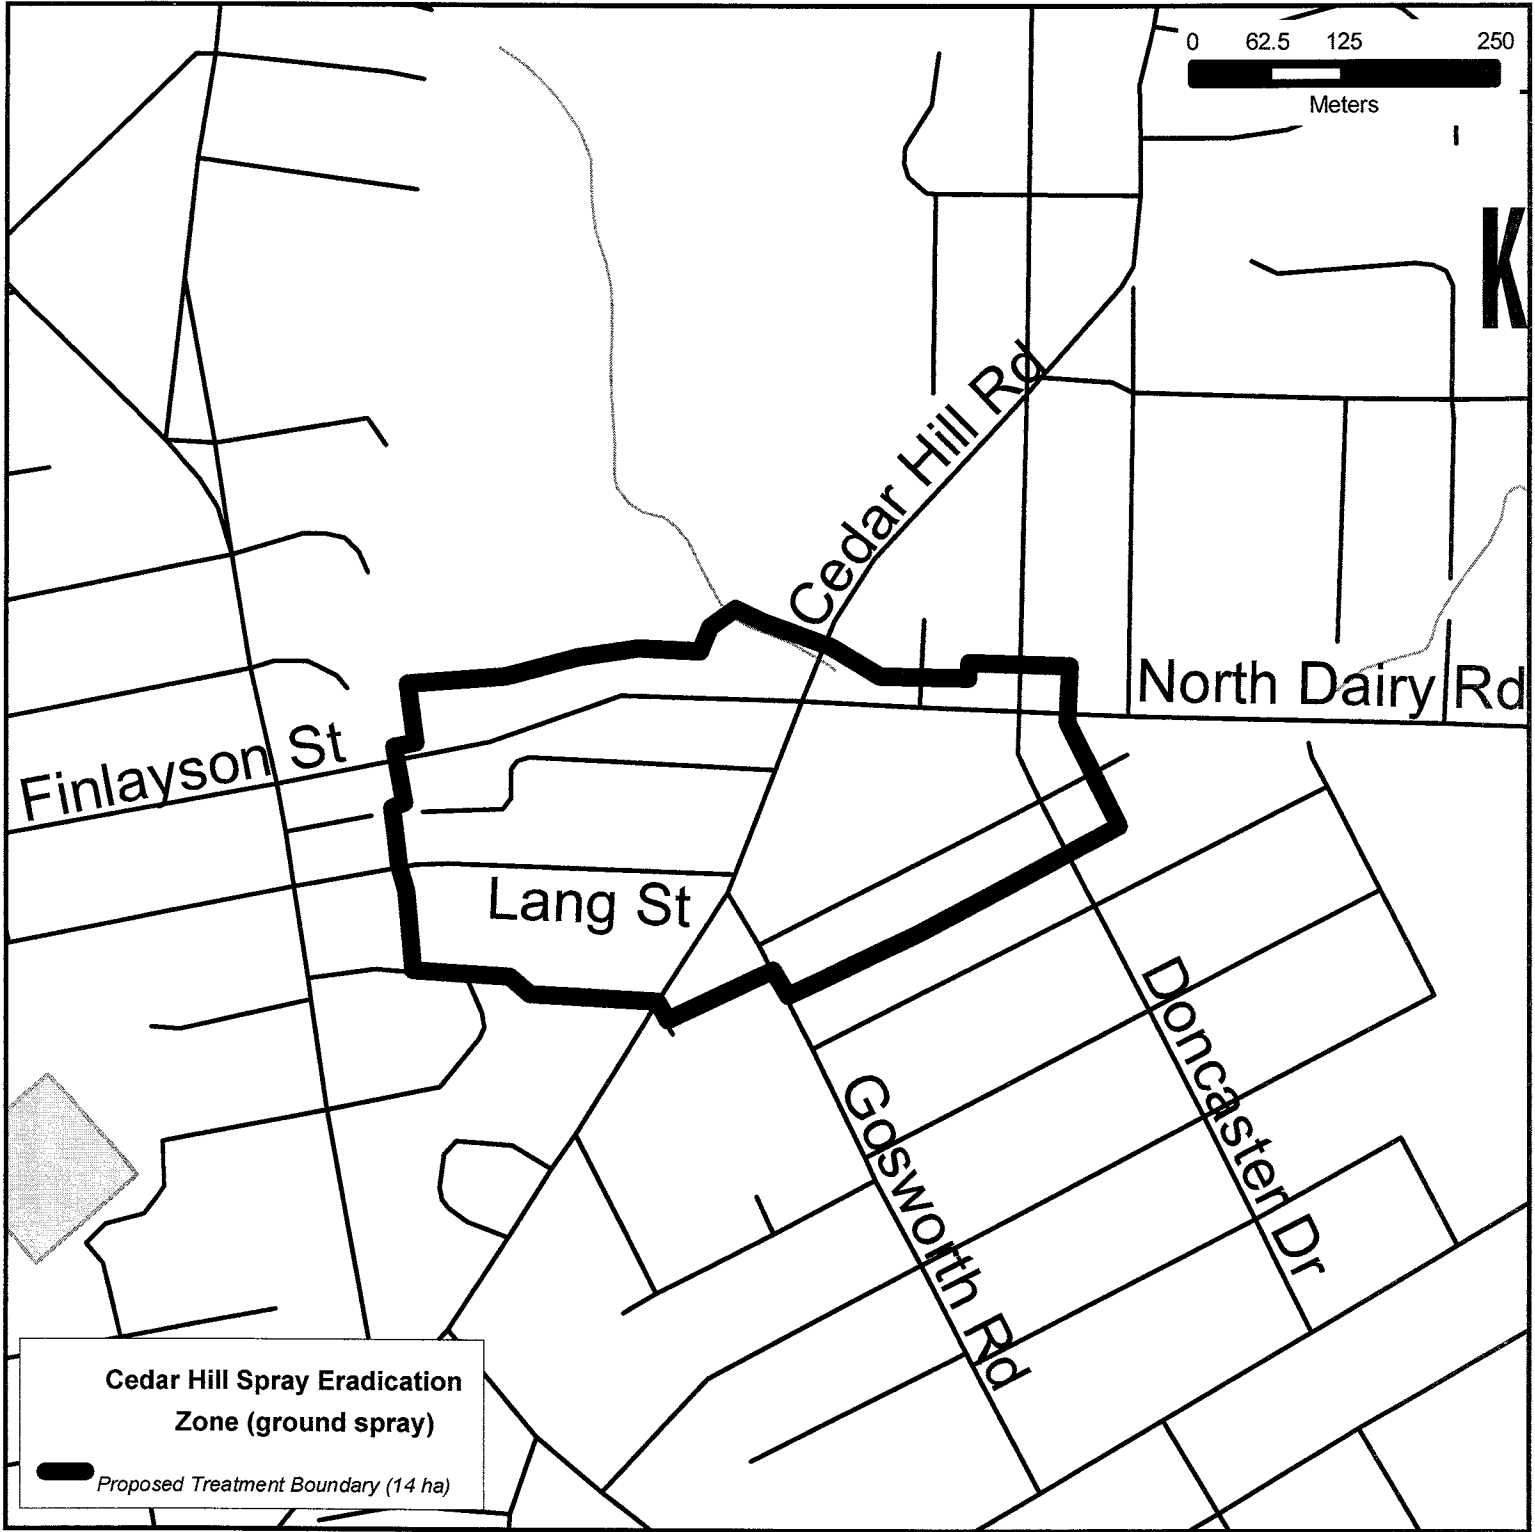 0 62.5 125 250
Meters
K
Cedar Hill Rd
North Dairy Rd
Finlayson St
Lang St
Doncaster Dr
Gosworth Rd
Cedar Hill Spray Eradication
Zone (ground spray)
Proposed Treatment Boundary (14 ha)